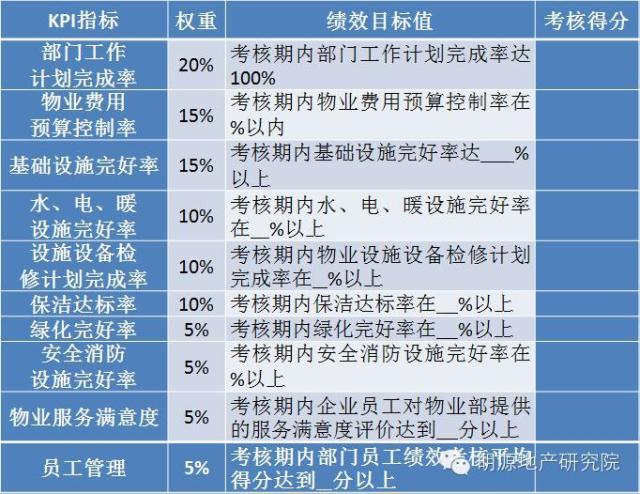 KPI指标 权重 绩效目标值 考核得分
部门工作
计划完成率
20%
考核期内部门工作计划完成率达
100%
物业费用
预算控制率
15%
考核期内物业费用预算控制率在
%以内
基础设施完好率
15%
考核期内基础设施完好率达___%
以上
水、电、暖
设施完好率
10%
考核期内水、电、暖设施完好率
在__%以上
设施设备检
修计划完成率
10%
考核期内物业设施设备检修计划
完成率在__%以上
保洁达标率 10% 考核期内保洁达标率在__%以上
绿化完好率 5% 考核期内绿化完好率在__%以上
安全消防
设施完好率
5%
考核期内安全消防设施完好率在
%以上
物业服务满意度
5%
考核期内企业员工对物业部提供
的服务满意度评价达到__分以上
员工管理
5%
考核期内部门员工绩效考核平均
得分达到__分以上
明源地产研究院